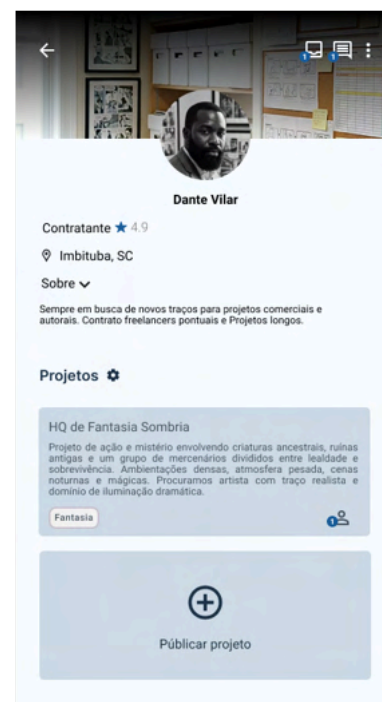 1 1
Dante Vilar
Contratante ★ 4.9
Imbituba, SC
Sobre
Sempre em busca de novos traços para projetos comerciais e
autorais. Contrato freelancers pontuais e Projetos longos.
Projetos
HQ de Fantasia Sombria
Projeto de ação e mistério envolvendo criaturas ancestrais, ruínas
antigas e um grupo de mercenários divididos entre lealdade e
sobrevivência. Ambientações densas, atmosfera pesada, cenas
noturnas e mágicas. Procuramos artista com traço realista e
domínio de iluminação dramática.
Fantasia
1
Públicar projeto